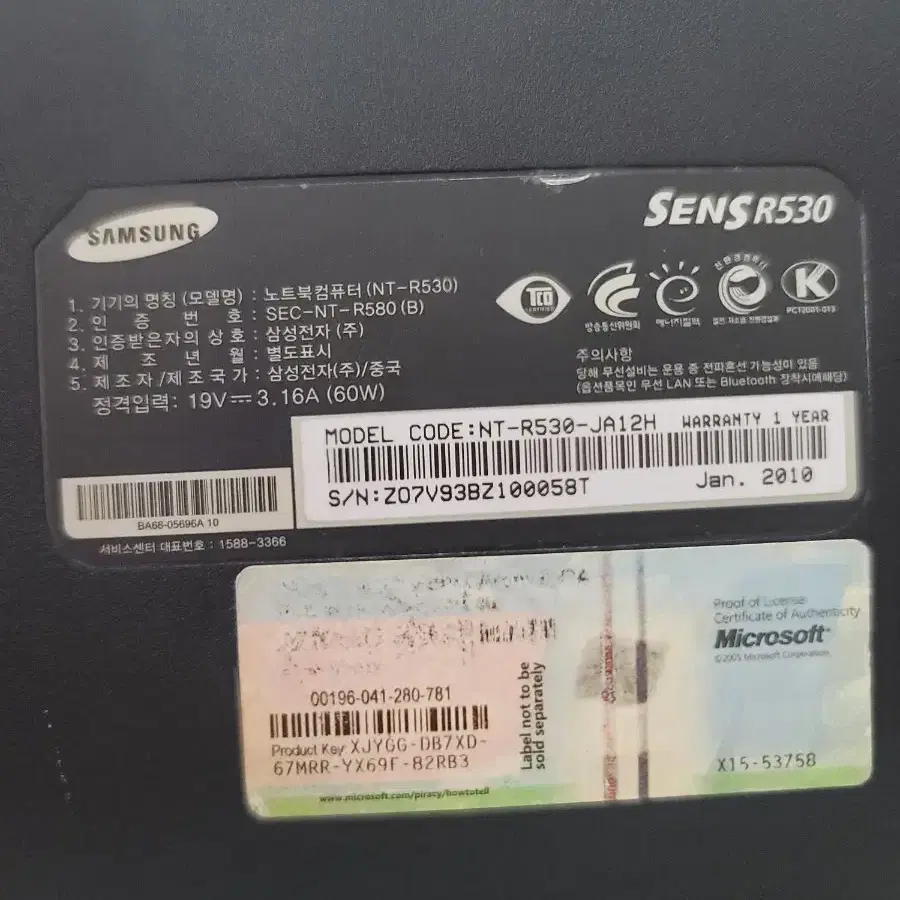 SAMSUNG
SENS R530
1. 기기의 명칭 (모델명) : 노트북컴퓨터 (NT-R530)
2. 인 증 번 호 : SEC-NT-R580 (B)
3. 인증받은자의 상호 : 삼성전자 (주)
4. 제 조 년 월 : 별도표시
5. 제조자/제조국가 : 삼성전자(주)/중국
정격입력: 19V 3.16A (60W)
TCO
CERTIFIED
방송통신위원회
에너지절약
K
PC12001-013
주의사항
당해 무선설비는 운용 중 전파혼선 가능성이 있음
(옵션품목인 무선 LAN 또는 Bluetooth 장착시에해당)
MODEL CODE:NT-R530-JA12H WARRANTY 1 YEAR
S/N:ZO7V93BZ100058T Jan. 2010
BA68-05696A 10
서비스센터 대표번호 : 1588-3366
Proof of License
Certificate of Authenticity
Microsoft
©2005 Microsoft Corporation
00196-041-280-781
Product Key: XJYGG-DB7XD-
67MRR-YX69F-82RB3
Label not to be
sold separately
X15-53758
www.microsoft.com/piracy/howtotell